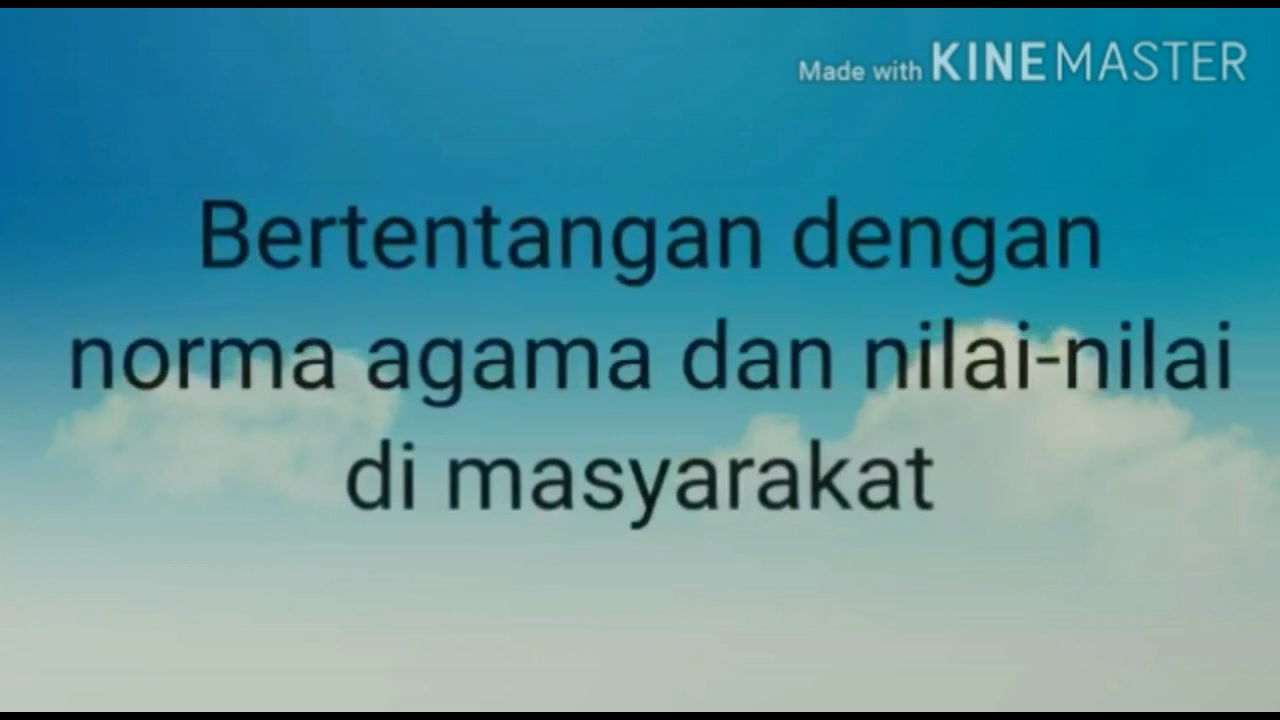 Made with KINEMASTER
Bertentangan dengan
norma agama dan nilai-nilai
di masyarakat